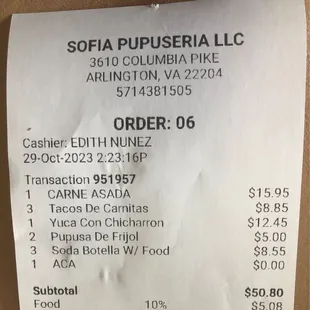 SOFIA PUPUSERIA LLC
3610 COLUMBIA PIKE
ARLINGTON, VA 22204
5714381505
ORDER: 06
Cashier: EDITH NUNEZ
29-Oct-2023 2:23:16P
Transaction 951957
1 CARNE ASADA $15.95
3 Tacos De Carnitas $8.85
1 Yuca Con Chicharron $12.45
2 Pupusa De Frijol $5.00
3 Soda Botella W/ Food $8.55
1 ACA $0.00
Subtotal $50.80
Food 10% $5.08